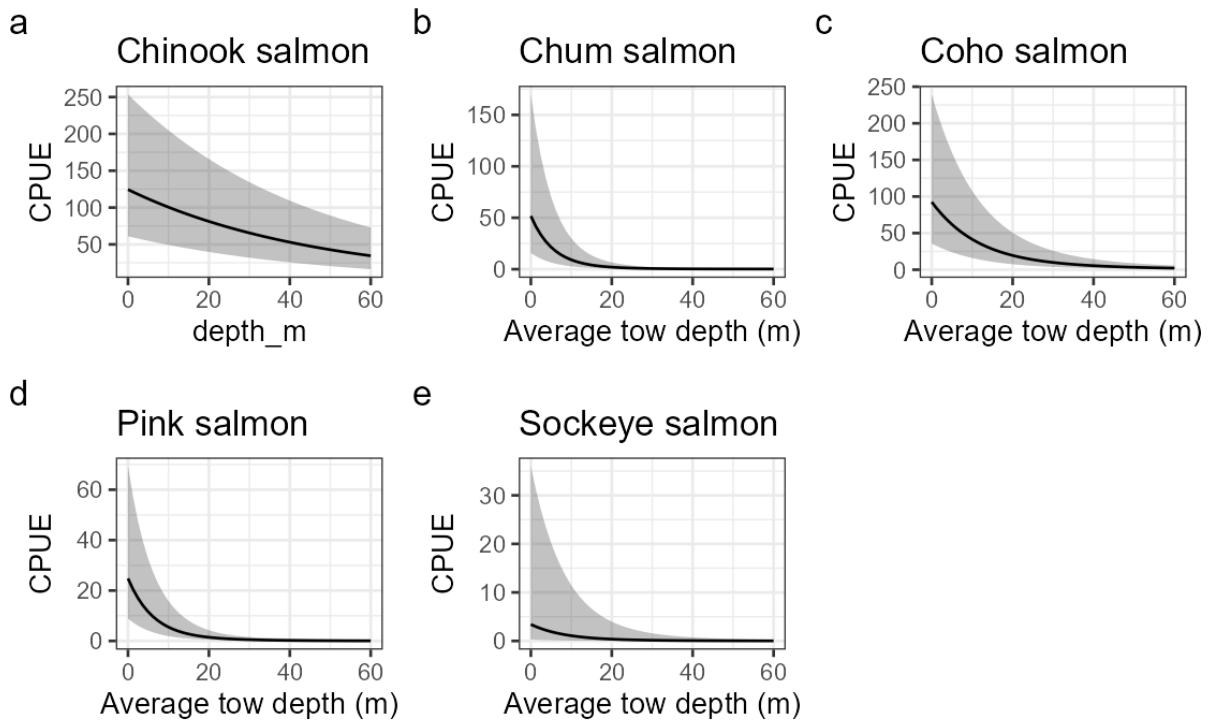 a
Chinook salmon
250
200
150
100
50
CPUE
0 20 40 60
depth_m
b
Chum salmon
150
100
50
0
CPUE
0 20 40 60
Average tow depth (m)
c
Coho salmon
250
200
150
100
50
0
CPUE
0 20 40 60
Average tow depth (m)
d
Pink salmon
60
40
20
0
CPUE
0 20 40 60
Average tow depth (m)
e
Sockeye salmon
30
20
10
0
CPUE
0 20 40 60
Average tow depth (m)